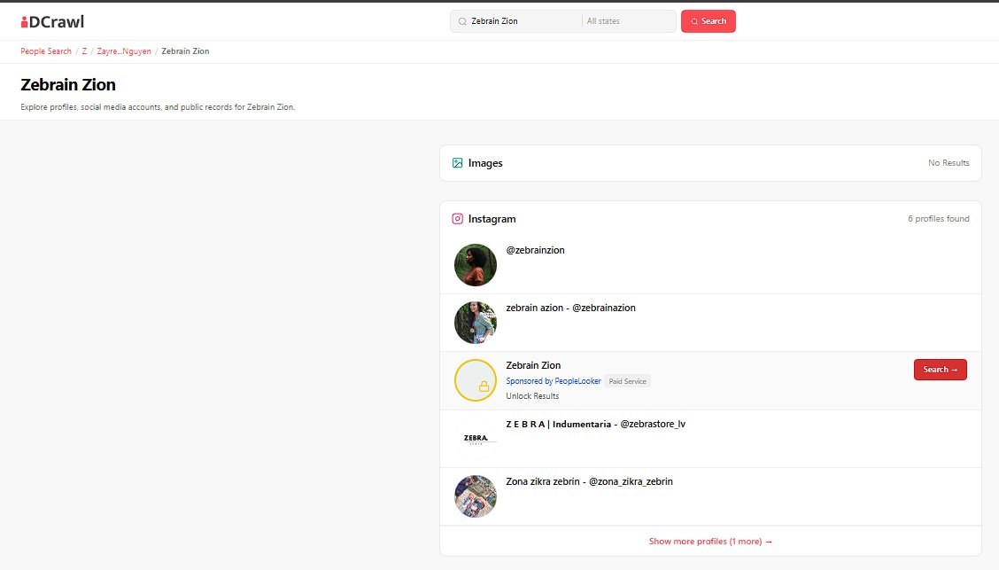 DCrawl
Zebrain Zion
All states
Search
People Search / Z / Zayre...Nguyen / Zebrain Zion
Zebrain Zion
Explore profiles, social media accounts, and public records for Zebrain Zion.
Images
No Results
Instagram
6 profiles found
@zebrainzion
zebrain azion - @zebrainazion
Zebrain Zion
Sponsored by PeopleLooker Paid Service
Unlock Results
Search →
ZEBRA
Z E B R A | Indumentaria - @zebrastore_lv
Zona zikra zebrin - @zona_zikra_zebrin
Show more profiles (1 more) →